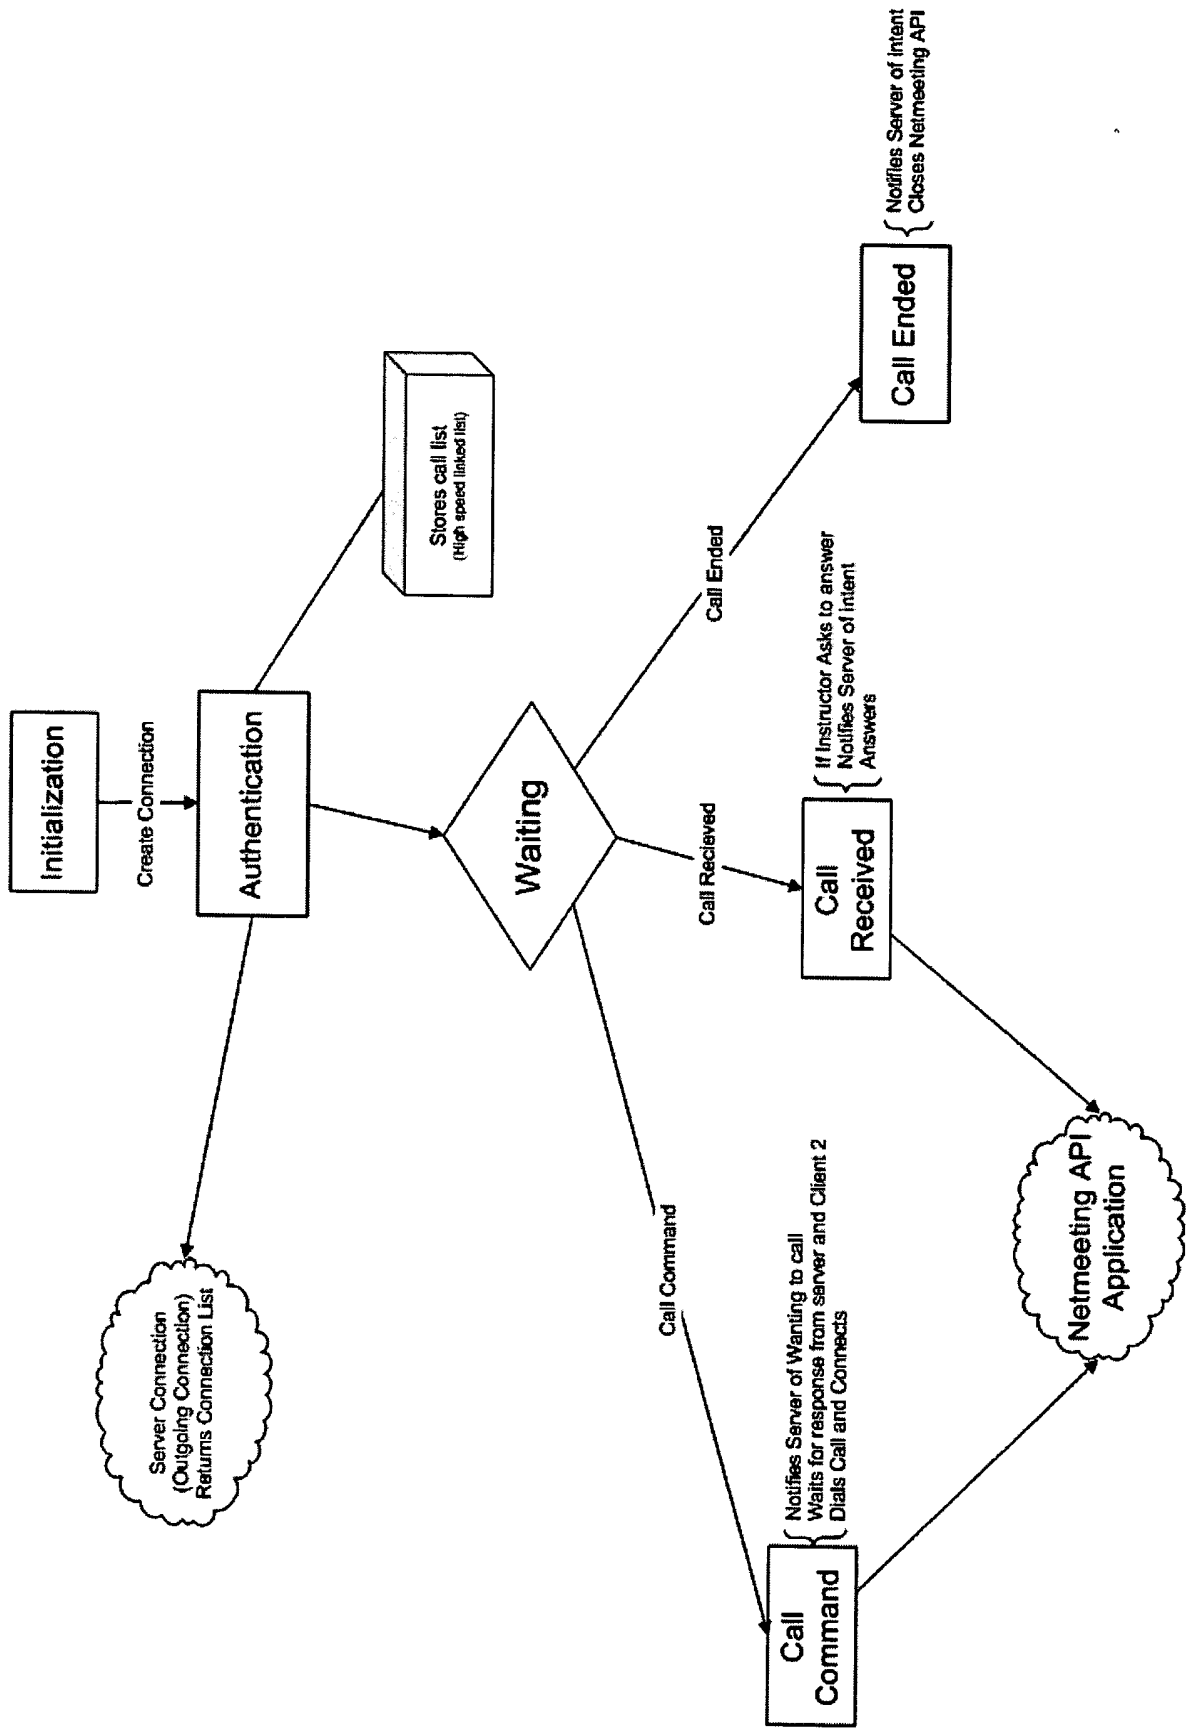 Initialization
Create Connection
Authentication
Server Connection
(Outgoing Connection)
Returns Connection List
Stores call list
(High speed linked list)
Waiting
Call Command
Call Recieved
Call Ended
Call
Command
Notifies Server of Wanting to call
Waits for response from server and Client 2
Dials Call and Connects
Call
Received
If Instructor Asks to answer
Notifies Server of intent
Answers
Call Ended
Notifies Server of intent
Closes Netmeeting API
Netmeeting API
Application